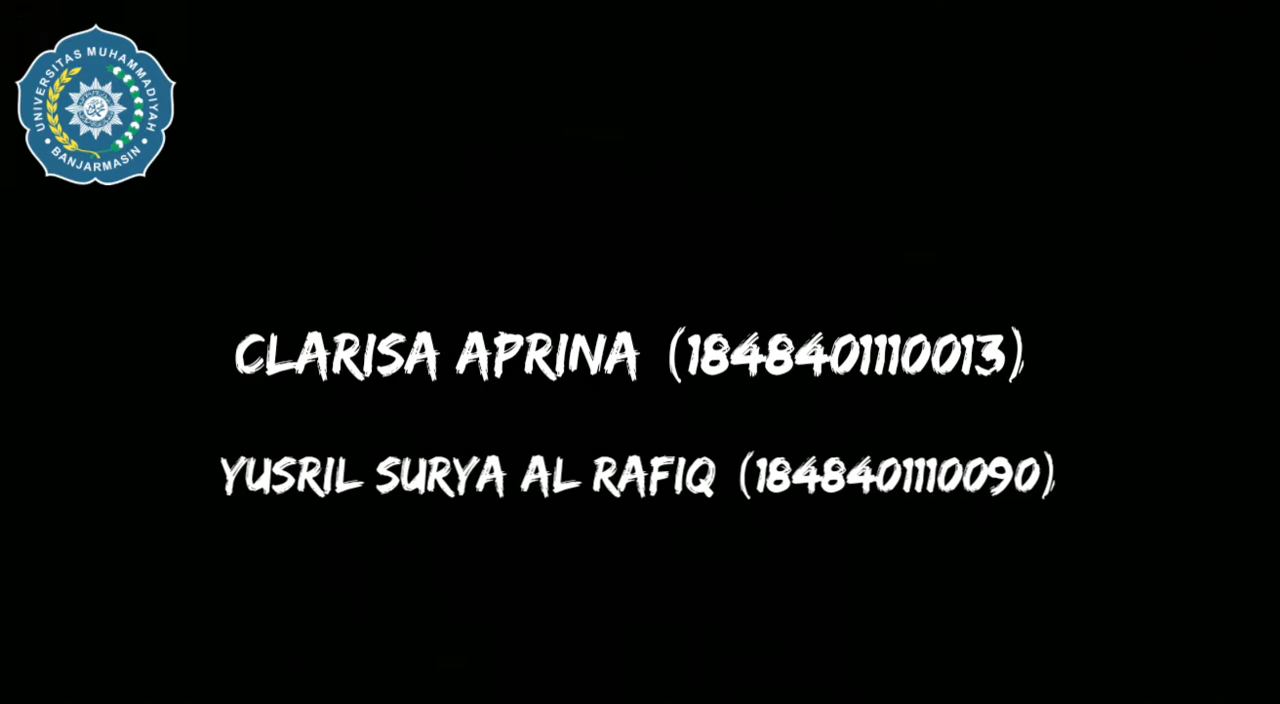 UNIVERSITAS MUHAMMADIYAH
BANJARMASIN
CLARISA APRINA (1848401110013)
YUSRIL SURYA AL RAFIQ (1848401110090)